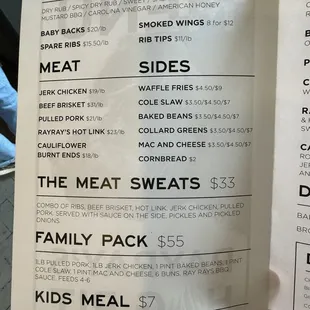 DRY RUB / SPICY DRY RUB / SWEET /
MUSTARD BBQ / CAROLINA VINEGAR / AMERICAN HONEY
BABY BACKS $20/lb
SPARE RIBS $15.50/lb
SMOKED WINGS 8 for $12
RIB TIPS $11/lb
MEAT
JERK CHICKEN $19/lb
BEEF BRISKET $31/lb
PULLED PORK $21/lb
RAYRAY'S HOT LINK $23/lb
CAULIFLOWER
BURNT ENDS $18/lb
SIDES
WAFFLE FRIES $4.50/$9
COLE SLAW $3.50/$4.50/$7
BAKED BEANS $3.50/$4.50/$7
COLLARD GREENS $3.50/$4.50/$7
MAC AND CHEESE $3.50/$4.50/$7
CORNBREAD $2
THE MEAT SWEATS $33
COMBO OF RIBS, BEEF BRISKET, HOT LINK, JERK CHICKEN, PULLED
PORK. SERVED WITH SAUCE ON THE SIDE, PICKLES AND PICKLED
ONIONS.
FAMILY PACK $55
1LB PULLED PORK, 1LB JERK CHICKEN, 1 PINT BAKED BEANS, 1 PINT
COLE SLAW, 1 PINT MAC AND CHEESE, 6 BUNS, RAY RAYS BBQ
SAUCE. FEEDS 4-6
KIDS MEAL $7